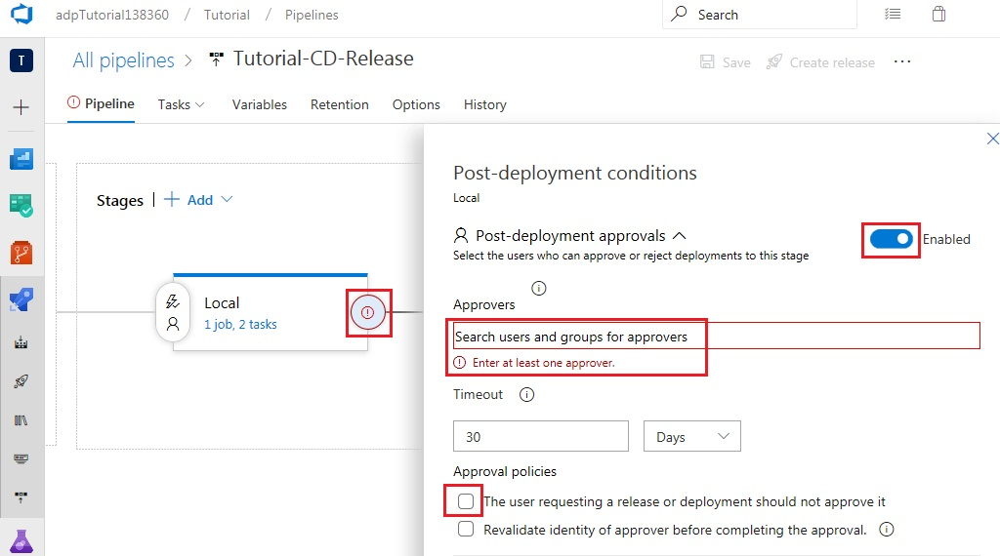 adpTutorial138360 / Tutorial / Pipelines
Search
T
All pipelines > Tutorial-CD-Release
Save Create release ...
Pipeline Tasks Variables Retention Options History
Stages | + Add
Local
1 job, 2 tasks
Post-deployment conditions
Local
Post-deployment approvals
Enabled
Select the users who can approve or reject deployments to this stage
Approvers
Search users and groups for approvers
Enter at least one approver.
Timeout
30 Days
Approval policies
The user requesting a release or deployment should not approve it
Revalidate identity of approver before completing the approval.